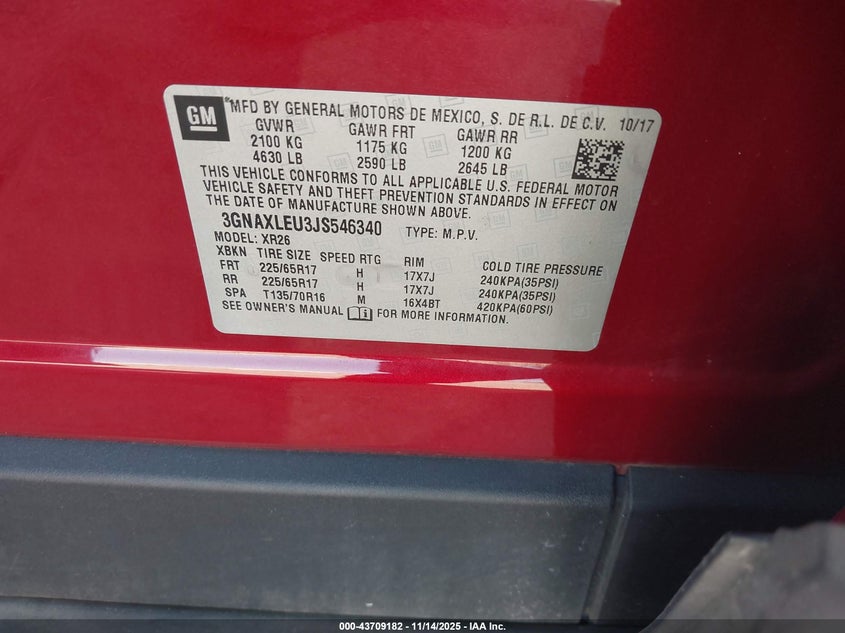 GM *MFD BY GENERAL MOTORS DE MEXICO, S. DE R.L. DE C.V. 10/17
GVWR GAWR FRT GAWR RR
2100 KG 1175 KG 1200 KG
4630 LB 2590 LB 2645 LB
THIS VEHICLE CONFORMS TO ALL APPLICABLE U.S. FEDERAL MOTOR
VEHICLE SAFETY AND THEFT PREVENTION STANDARDS IN EFFECT ON
THE DATE OF MANUFACTURE SHOWN ABOVE.
3GNAXLEU3JS546340 TYPE: M.P.V.
MODEL: XR26
XBKN TIRE SIZE SPEED RTG RIM COLD TIRE PRESSURE
FRT 225/65R17 H 17X7J 240KPA(35PSI)
RR 225/65R17 H 17X7J 240KPA(35PSI)
SPA T135/70R16 M 16X4BT 420KPA(60PSI)
SEE OWNER'S MANUAL FOR MORE INFORMATION.
000-43709182 - 11/14/2025 - IAA Inc.